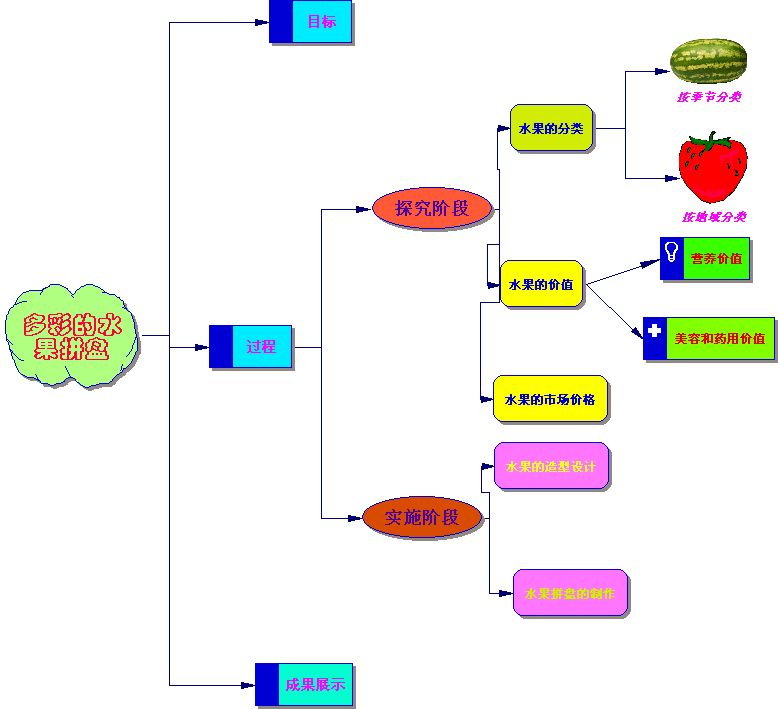 多彩的水
果拼盘
目标
过程
成果展示
探究阶段
实施阶段
水果的分类
按季节分类
按地域分类
水果的价值
营养价值
美容和药用价值
水果的市场价格
水果的造型设计
水果拼盘的制作